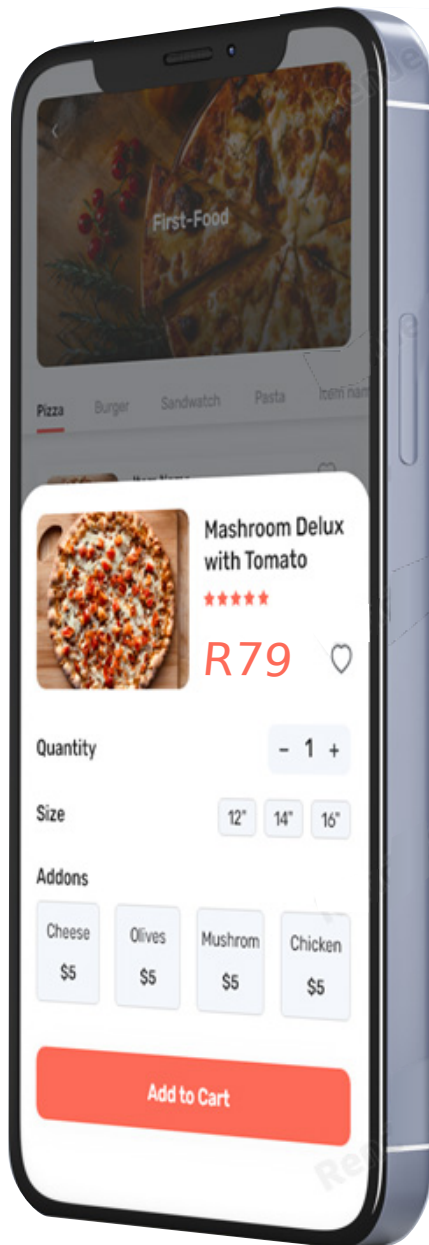 First-Food
Pizza Burger Sandwatch Pasta Item nam
Mashroom Delux
with Tomato
R79
Quantity
- 1 +
Size
12" 14" 16"
Addons
Cheese Olives Mushrom Chicken
$5 $5 $5 $5
Add to Cart